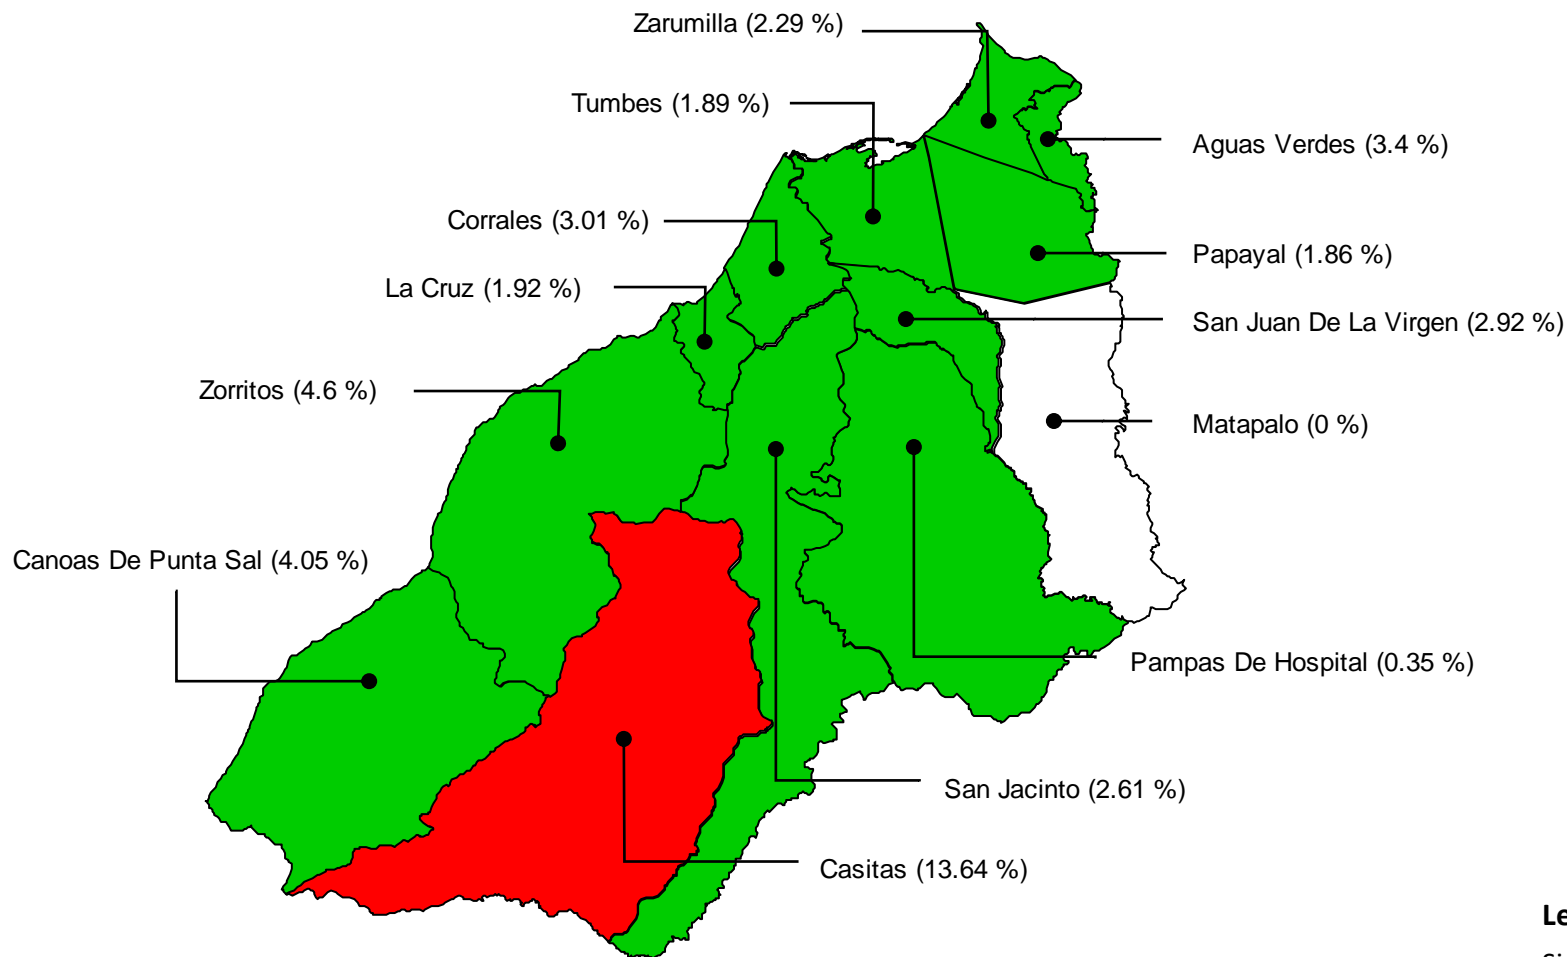 Zarumilla (2.29 %)
Tumbes (1.89 %)
Aguas Verdes (3.4 %)
Corrales (3.01 %)
Papayal (1.86 %)
La Cruz (1.92 %)
San Juan De La Virgen (2.92 %)
Zorritos (4.6 %)
Matapalo (0 %)
Canoas De Punta Sal (4.05 %)
Pampas De Hospital (0.35 %)
San Jacinto (2.61 %)
Casitas (13.64 %)
Le